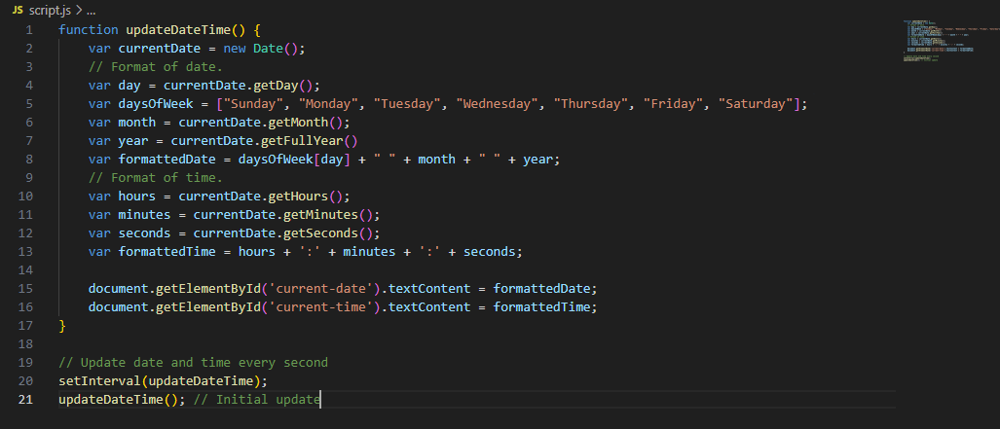 JS script.js > ...
1 function updateDateTime() {
2 var currentDate = new Date();
3 // Format of date.
4 var day = currentDate.getDay();
5 var daysOfWeek = ["Sunday", "Monday", "Tuesday", "Wednesday", "Thursday", "Friday", "Saturday"];
6 var month = currentDate.getMonth();
7 var year = currentDate.getFullYear()
8 var formattedDate = daysOfWeek[day] + " " + month + " " + year;
9 // Format of time.
10 var hours = currentDate.getHours();
11 var minutes = currentDate.getMinutes();
12 var seconds = currentDate.getSeconds();
13 var formattedTime = hours + ':' + minutes + ':' + seconds;
14
15 document.getElementById('current-date').textContent = formattedDate;
16 document.getElementById('current-time').textContent = formattedTime;
17 }
18
19 // Update date and time every second
20 setInterval(updateDateTime);
21 updateDateTime(); // Initial update